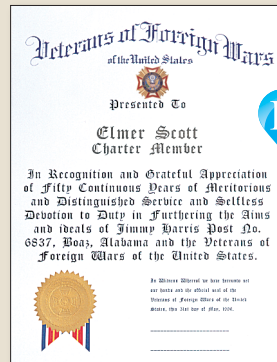 Veterans of Foreign Wars
of the United States
Presented To
Elmer Scott
Charter Member
In Recognition and Grateful Appreciation
of Fifty Continuous Years of Meritorious
and Distinguished Service and Selfless
Devotion to Duty in Furthering the Aims
and ideals of Jimmy Harris Post No.
6837, Boaz, Alabama and the Veterans of
Foreign Wars of the United States.
In Witness Whereof we have hereunto set
our hands and the official seal of the
Veterans of Foreign Wars of the United
States, this 31st day of May, 1996.